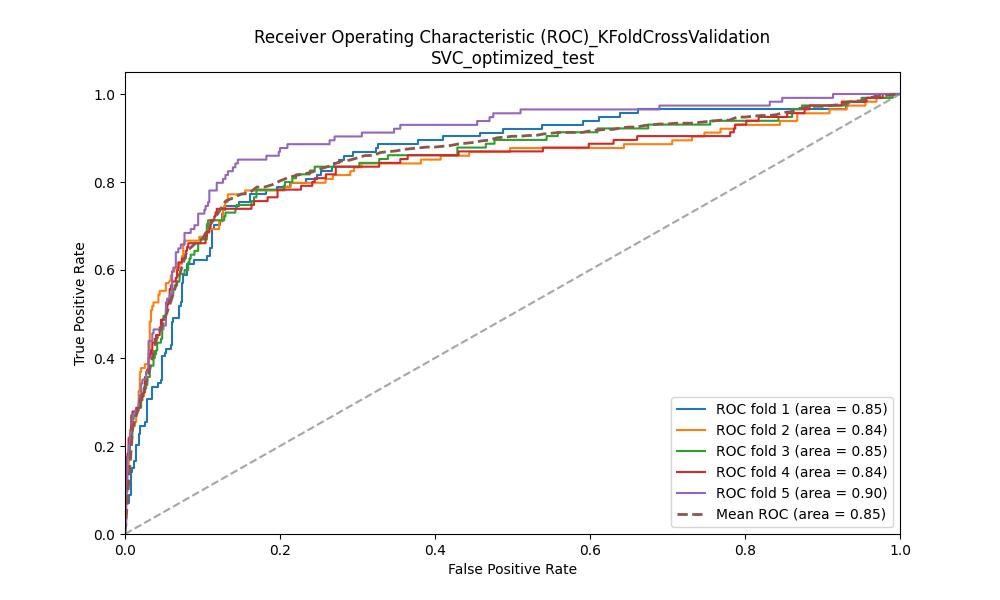 Receiver Operating Characteristic (ROC)_KFoldCrossValidation
SVC_optimized_test
True Positive Rate
1.0
0.8
0.6
0.4
0.2
0.0
0.0 0.2 0.4 0.6 0.8 1.0
False Positive Rate
ROC fold 1 (area = 0.85)
ROC fold 2 (area = 0.84)
ROC fold 3 (area = 0.85)
ROC fold 4 (area = 0.84)
ROC fold 5 (area = 0.90)
Mean ROC (area = 0.85)